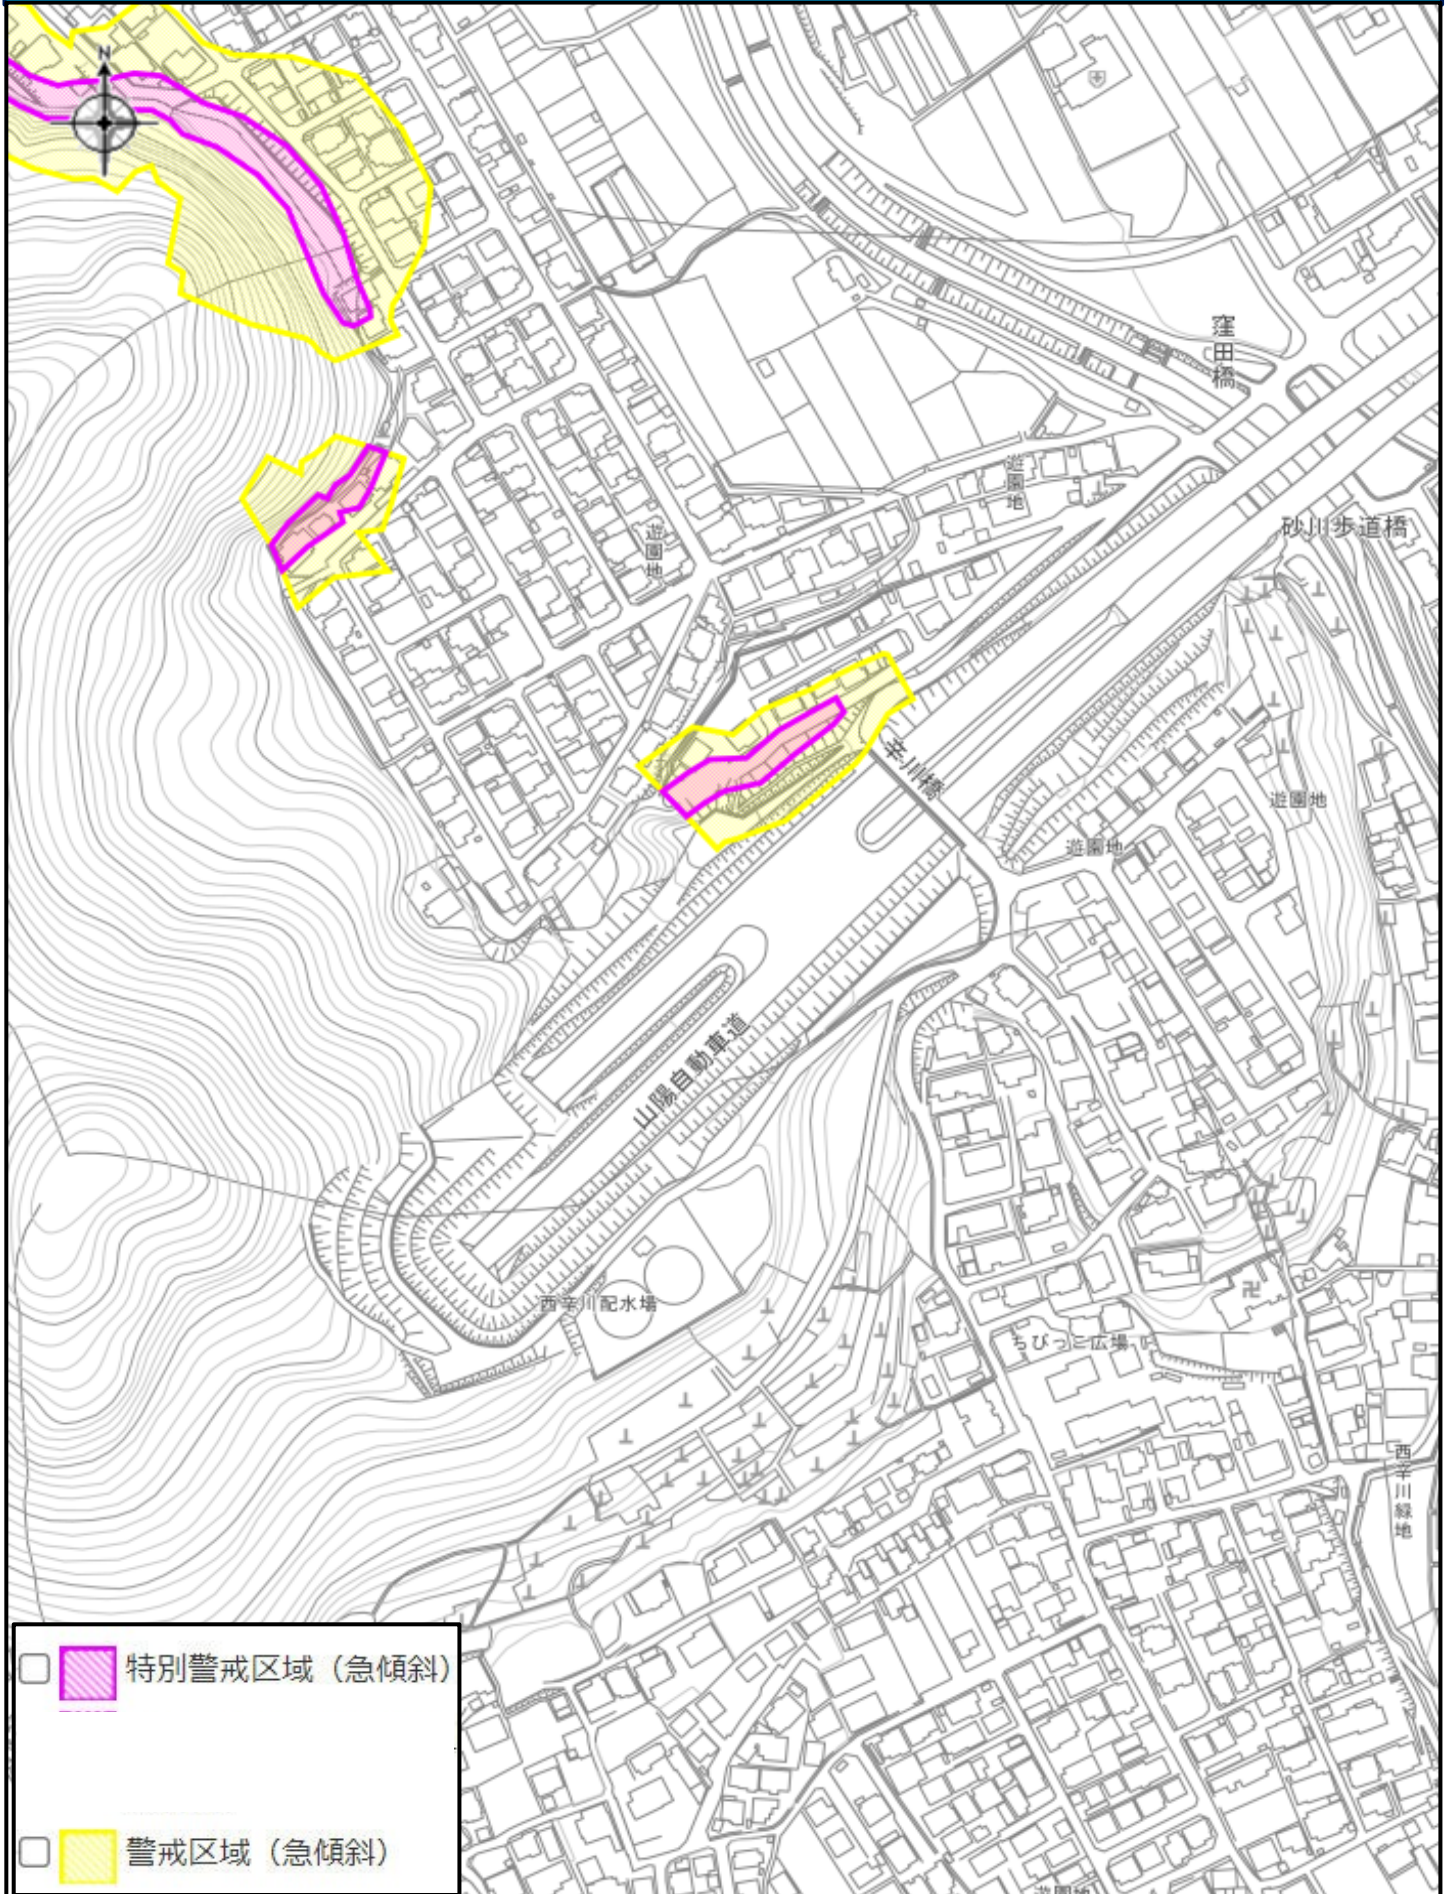 N
窪田橋
遊園地
砂川歩道橋
遊園地
辛川橋
遊園地
遊園地
山陽自動車道
西辛川配水場
ちびっこ広場
西辛川緑地
特別警戒区域（急傾斜）
警戒区域（急傾斜）
遊園地